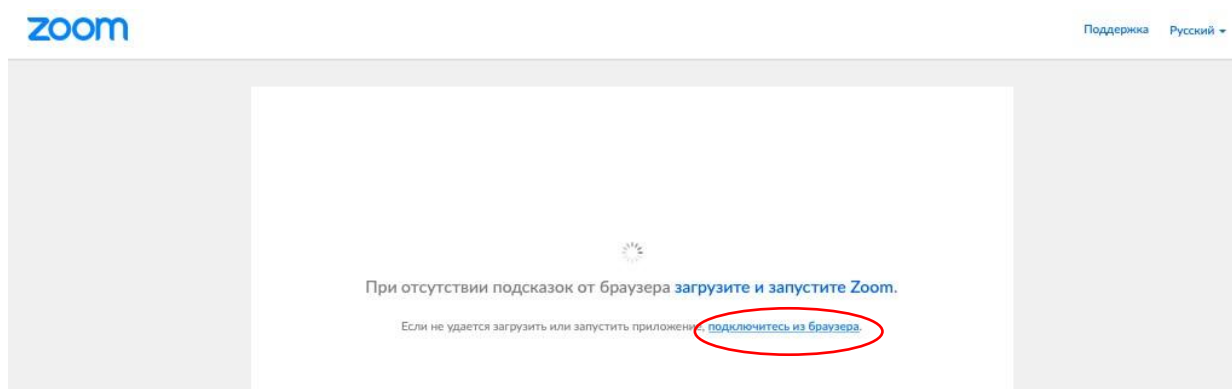 zoom
Поддержка Русский
При отсутствии подсказок от браузера загрузите и запустите Zoom.
Если не удается загрузить или запустить приложение, подключитесь из браузера.